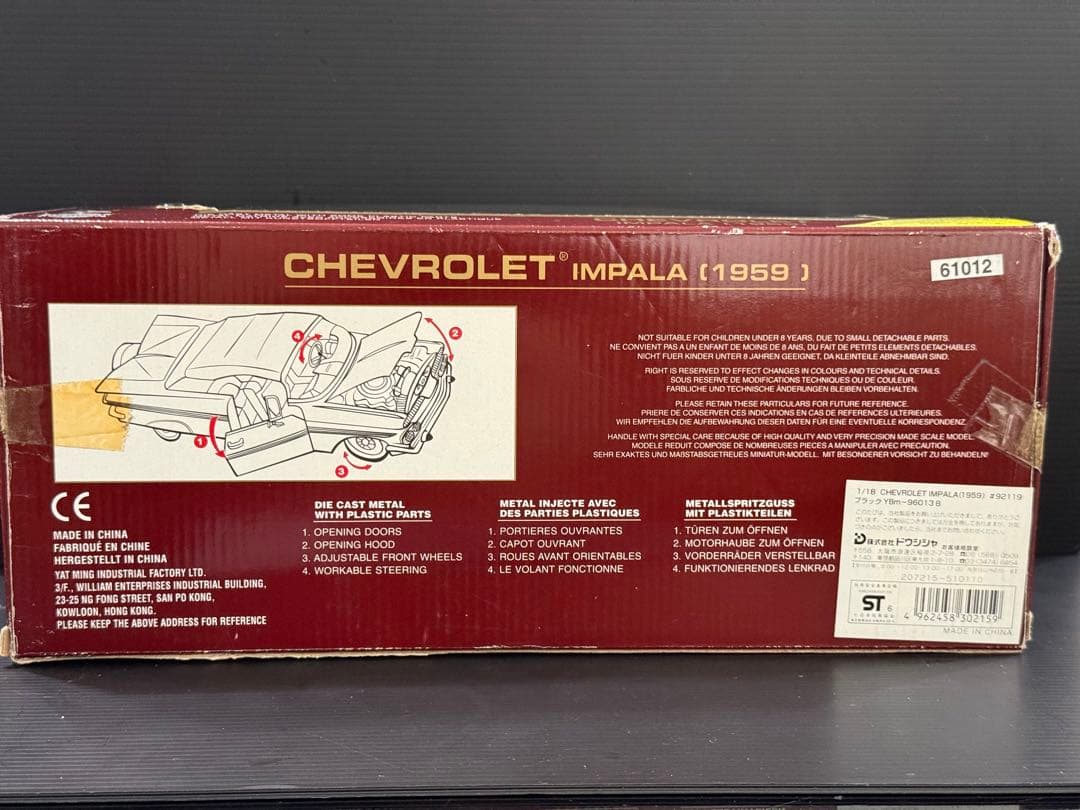 CHEVROLET® IMPALA (1959)
61012
4
2
1
3
NOT SUITABLE FOR CHILDREN UNDER 8 YEARS, DUE TO SMALL DETACHABLE PARTS.
NE CONVIENT PAS A UN ENFANT DE MOINS DE 8 ANS, DU FAIT DE PETITS ELEMENTS DETACHABLES.
NICHT FUER KINDER UNTER 8 JAHREN GEEIGNET, DA KLEINTEILE ABNEHMBAR SIND.
RIGHT IS RESERVED TO EFFECT CHANGES IN COLOURS AND TECHNICAL DETAILS.
SOUS RESERVE DE MODIFICATIONS TECHNIQUES OU DE COULEUR.
FARBLICHE UND TECHNISCHE ÄNDERUNGEN BLEIBEN VORBEHALTEN.
PLEASE RETAIN THESE PARTICULARS FOR FUTURE REFERENCE.
PRIERE DE CONSERVER CES INDICATIONS EN CAS DE REFERENCES ULTERIEURES.
WIR EMPFEHLEN DIE AUFBEWAHRUNG DIESER DATEN FÜR EINE EVENTUELLE KORRESPONDENZ
HANDLE WITH SPECIAL CARE BECAUSE OF HIGH QUALITY AND VERY PRECISION MADE SCALE MODEL.
MODELE REDUIT COMPOSE DE NOMBREUSES PIECES A MANIPULER AVEC PRECAUTION.
SEHR EXAKTES UND MAßSTABSGETREUES MINIATUR-MODELL. MIT BESONDERER VORSICHT ZU BEHANDELN!
CE
MADE IN CHINA
FABRIQUÉ EN CHINE
HERGESTELLT IN CHINA
YAT MING INDUSTRIAL FACTORY LTD.
3/F., WILLIAM ENTERPRISES INDUSTRIAL BUILDING,
23-25 NG FONG STREET, SAN PO KONG,
KOWLOON, HONG KONG.
PLEASE KEEP THE ABOVE ADDRESS FOR REFERENCE
DIE CAST METAL
WITH PLASTIC PARTS
1. OPENING DOORS
2. OPENING HOOD
3. ADJUSTABLE FRONT WHEELS
4. WORKABLE STEERING
METAL INJECTE AVEC
DES PARTIES PLASTIQUES
1. PORTIERES OUVRANTES
2. CAPOT OUVRANT
3. ROUES AVANT ORIENTABLES
4. LE VOLANT FONCTIONNE
METALLSPRITZGUSS
MIT PLASTIKTEILEN
1. TÜREN ZUM ÖFFNEN
2. MOTORHAUBE ZUM ÖFFNEN
3. VORDERRÄDER VERSTELLBAR
4. FUNKTIONIERENDES LENKRAD
1/18 CHEVROLET IMPALA(1959) #92119
ブラック YBm-96013B
株式会社ドウシシャ お客様相談室
207215-510110
ST 6
4 962458 302159
MADE IN CHINA